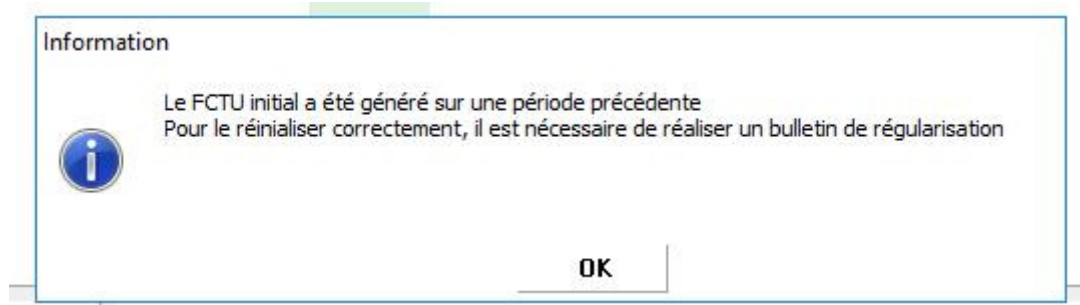 Information
Le FCTU initial a été généré sur une période précédente
Pour le réinialiser correctement, il est nécessaire de réaliser un bulletin de régularisation
OK